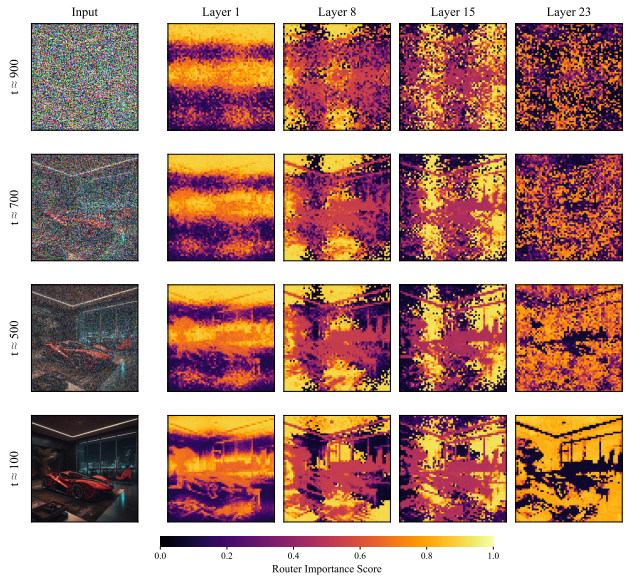 Input Layer 1 Layer 8 Layer 15 Layer 23
t ≈ 900
t ≈ 700
t ≈ 500
t ≈ 100
0.0 0.2 0.4 0.6 0.8 1.0
Router Importance Score